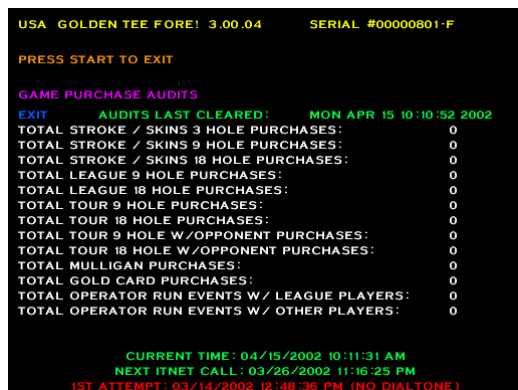 USA GOLDEN TEE FORE! 3.00.04 SERIAL #00000801-F
PRESS START TO EXIT
GAME PURCHASE AUDITS
EXIT AUDITS LAST CLEARED: MON APR 15 10:10:52 2002
TOTAL STROKE / SKINS 3 HOLE PURCHASES: 0
TOTAL STROKE / SKINS 9 HOLE PURCHASES: 0
TOTAL STROKE / SKINS 18 HOLE PURCHASES: 0
TOTAL LEAGUE 9 HOLE PURCHASES: 0
TOTAL LEAGUE 18 HOLE PURCHASES: 0
TOTAL TOUR 9 HOLE PURCHASES: 0
TOTAL TOUR 18 HOLE PURCHASES: 0
TOTAL TOUR 9 HOLE W/OPPONENT PURCHASES: 0
TOTAL TOUR 18 HOLE W/OPPONENT PURCHASES: 0
TOTAL MULLIGAN PURCHASES: 0
TOTAL GOLD CARD PURCHASES: 0
TOTAL OPERATOR RUN EVENTS W/ LEAGUE PLAYERS: 0
TOTAL OPERATOR RUN EVENTS W/ OTHER PLAYERS: 0
CURRENT TIME: 04/15/2002 10:11:31 AM
NEXT ITNET CALL: 03/26/2002 11:16:25 PM
1ST ATTEMPT: 03/14/2002 12:48:36 PM (NO DIALTONE)